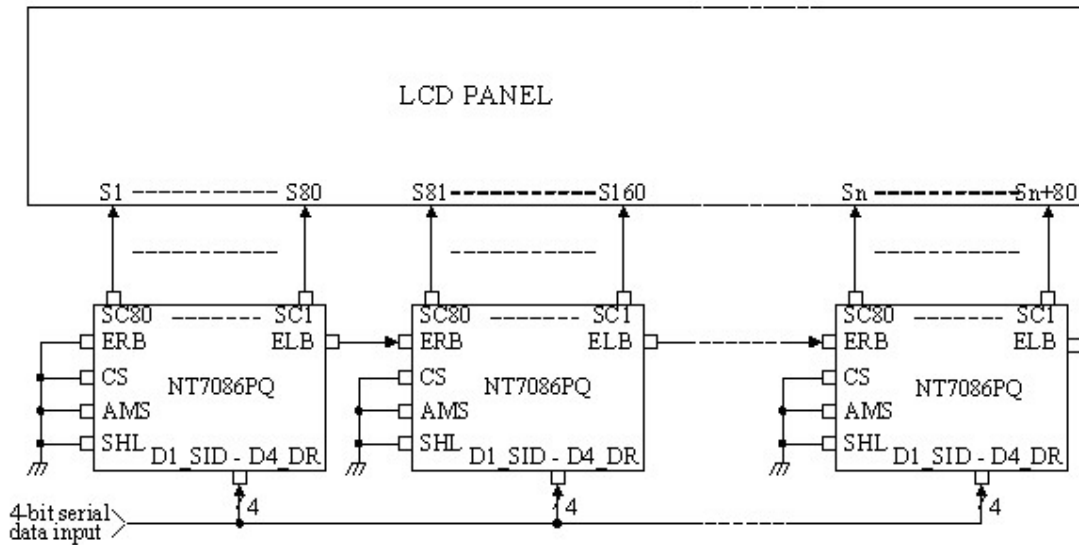 LCD PANEL
S1 S80 S81 S160 Sn Sn+80
SC80 SC1 SC80 SC1 SC80 SC1
ERB ELB ERB ELB ERB ELB
CS CS CS
NT7086PQ NT7086PQ NT7086PQ
AMS AMS AMS
SHL SHL SHL
D1_SID - D4_DR D1_SID - D4_DR D1_SID - D4_DR
4-bit serial 4 4 4
data input